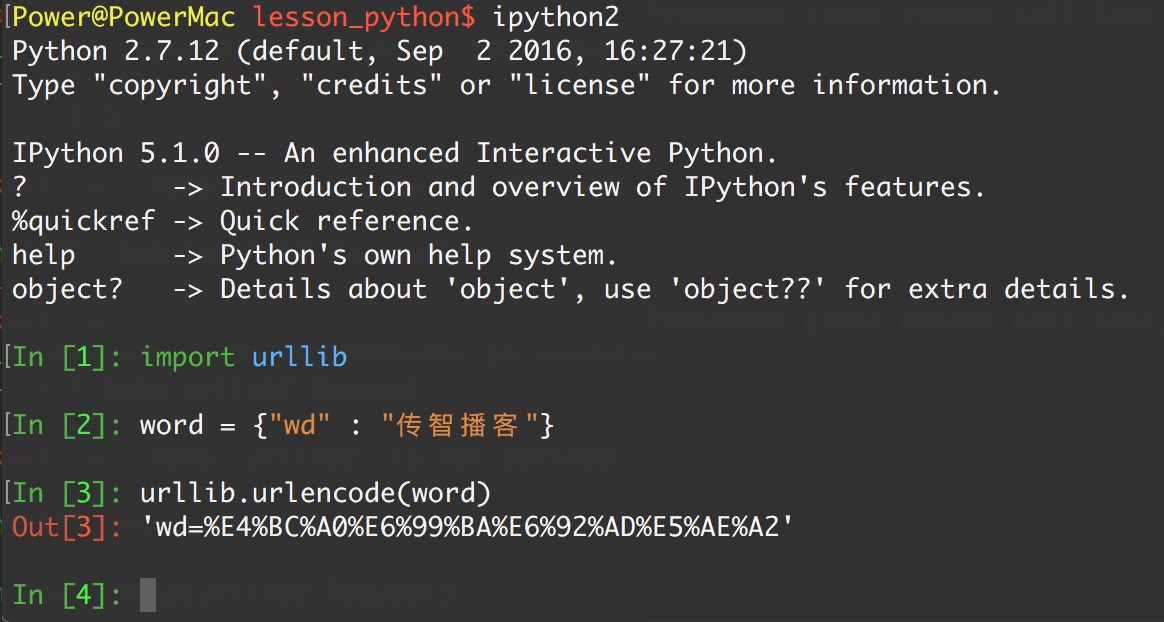 Power@PowerMac lesson_python$ ipython2
Python 2.7.12 (default, Sep  2 2016, 16:27:21)
Type "copyright", "credits" or "license" for more information.
IPython 5.1.0 -- An enhanced Interactive Python.
?         -> Introduction and overview of IPython's features.
%quickref -> Quick reference.
help      -> Python's own help system.
object?   -> Details about 'object', use 'object??' for extra details.
In [1]: import urllib
In [2]: word = {"wd" : "传智播客"}
In [3]: urllib.urlencode(word)
Out[3]: 'wd=%E4%BC%A0%E6%99%BA%E6%92%AD%E5%AE%A2'
In [4]: